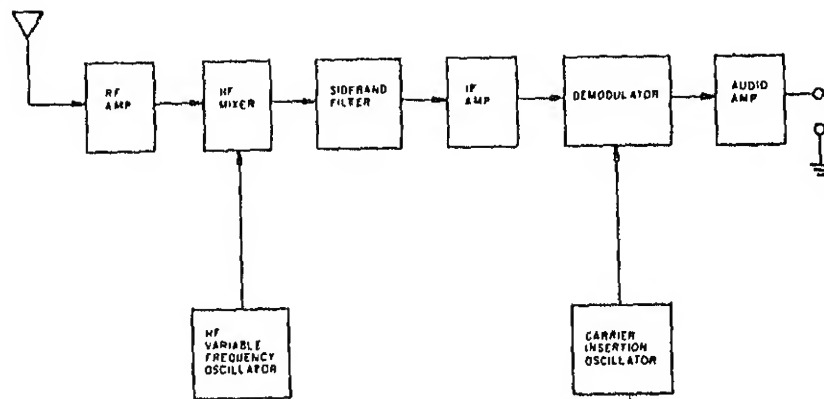 RF
AMP
HF
MIXER
SIDEBAND
FILTER
IF
AMP
DEMODULATOR
AUDIO
AMP
HF
VARIABLE
FREQUENCY
OSCILLATOR
CARRIER
INSERTION
OSCILLATOR